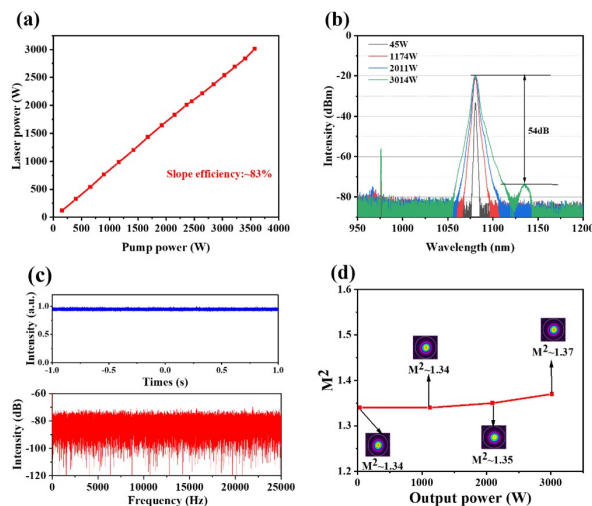 (a)
3000
2500
2000
1500
1000
500
0
Laser power (W)
Slope efficiency:~83%
0 500 1000 1500 2000 2500 3000 3500 4000
Pump power (W)
(b)
45W
1174W
2011W
3014W
0
-20
-40
-60
-80
Intensity (dBm)
54dB
950 1000 1050 1100 1150 1200
Wavelength (nm)
(c)
1.0
0.5
0.0
Intensity (a.u.)
-1.0 -0.5 0.0 0.5 1.0
Times (s)
-60
-80
-100
-120
Intensity (dB)
0 5000 10000 15000 20000 25000
Frequency (Hz)
(d)
1.6
1.5
1.4
1.3
1.2
M2
M2~1.34
M2~1.34
M2~1.35
M2~1.37
0 1000 2000 3000
Output power (W)